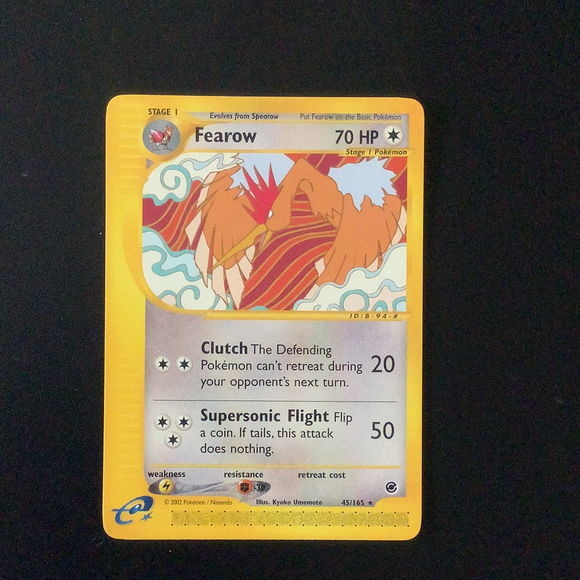 STAGE 1
Evolves from Spearow
Put Fearow on the Basic Pokémon
Fearow 70 HP
Stage 1 Pokémon
ID:B-94-#
Clutch The Defending
Pokémon can't retreat during
your opponent's next turn.
20
Supersonic Flight Flip
a coin. If tails, this attack
does nothing.
50
weakness resistance retreat cost
-30
© 2002 Pokémon / Nintendo Illus. Kyoko Umemoto 45/165 ★
e